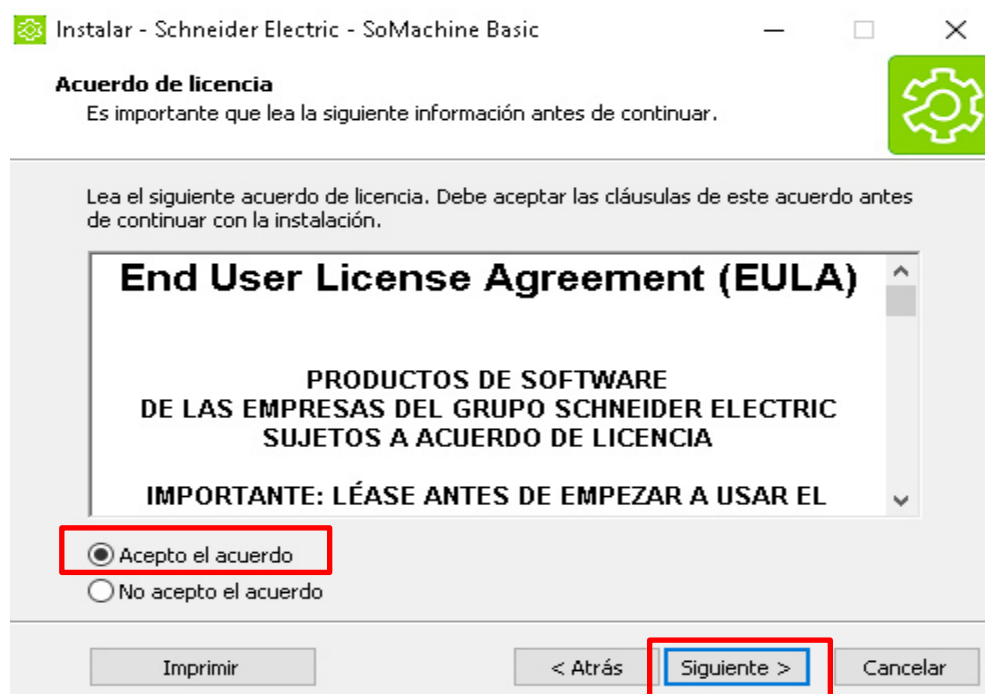 Instalar - Schneider Electric - SoMachine Basic
Acuerdo de licencia
Es importante que lea la siguiente información antes de continuar.
Lea el siguiente acuerdo de licencia. Debe aceptar las cláusulas de este acuerdo antes
de continuar con la instalación.
End User License Agreement (EULA)
PRODUCTOS DE SOFTWARE
DE LAS EMPRESAS DEL GRUPO SCHNEIDER ELECTRIC
SUJETOS A ACUERDO DE LICENCIA
IMPORTANTE: LÉASE ANTES DE EMPEZAR A USAR EL
Acepto el acuerdo
No acepto el acuerdo
Imprimir < Atrás Siguiente > Cancelar